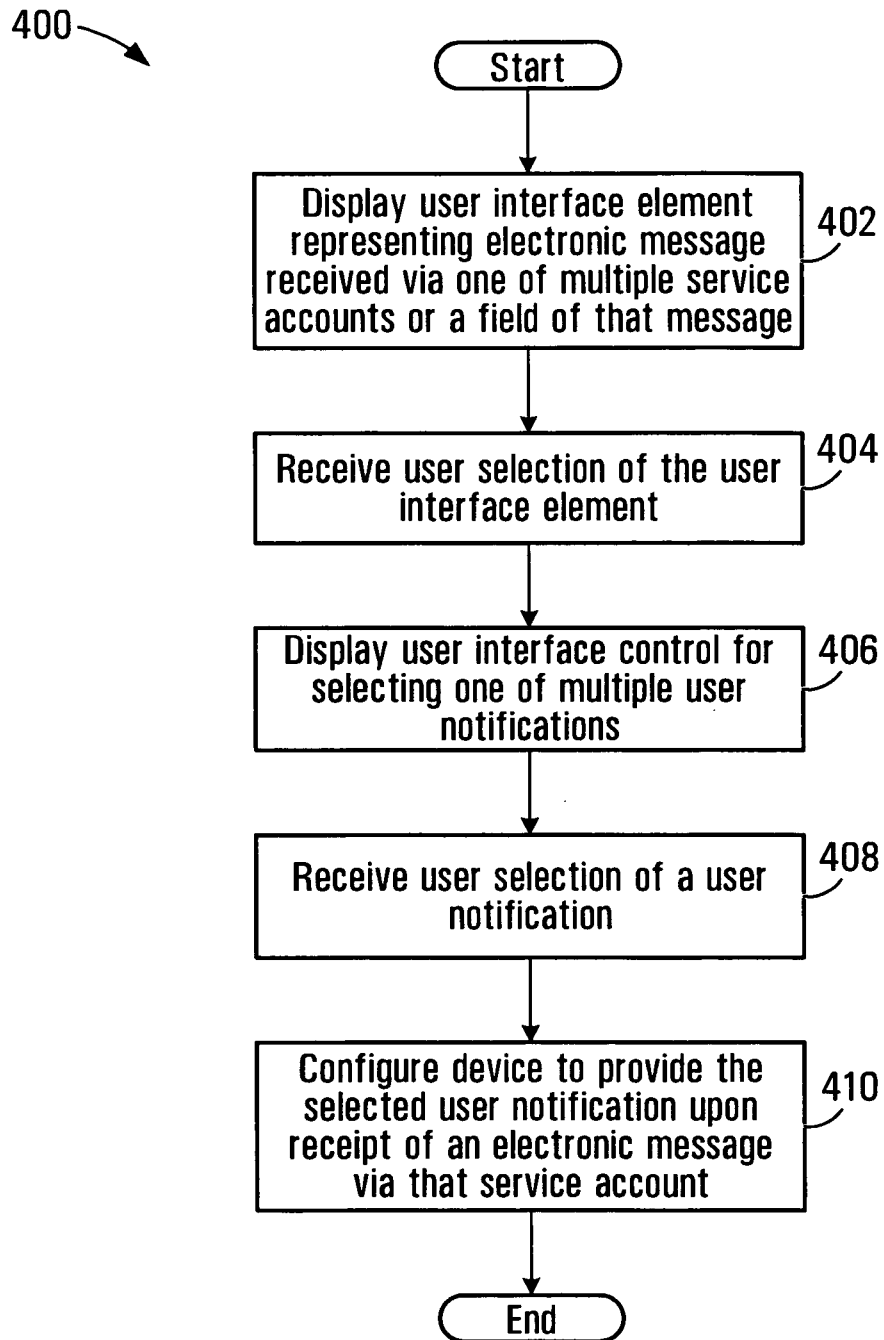 400
Start
Display user interface element
representing electronic message
received via one of multiple service
accounts or a field of that message
402
Receive user selection of the user
interface element
404
Display user interface control for
selecting one of multiple user
notifications
406
Receive user selection of a user
notification
408
Configure device to provide the
selected user notification upon
receipt of an electronic message
via that service account
410
End